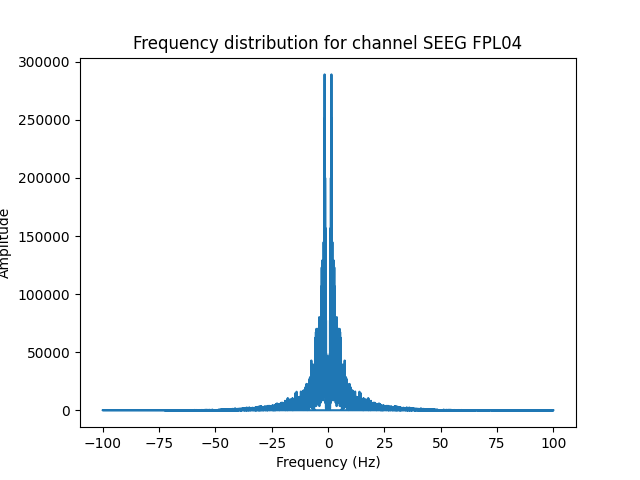 Frequency distribution for channel SEEG FPL04
300000
250000
200000
150000
100000
50000
0
Amplitude
−100 −75 −50 −25 0 25 50 75 100
Frequency (Hz)